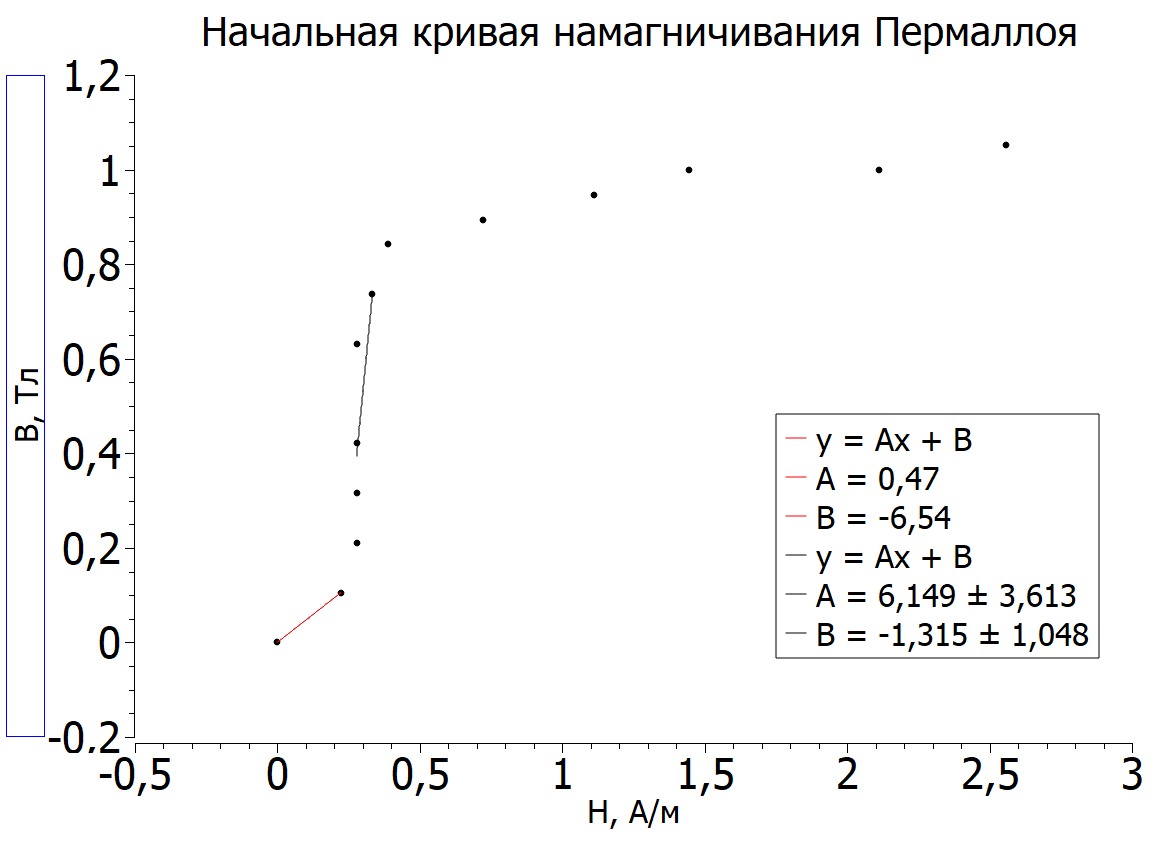 Начальная кривая намагничивания Пермаллоя
1,2
1
0,8
0,6
0,4
0,2
0
-0,2
В, Тл
-0,5
0
0,5
1
1,5
2
2,5
3
Н, А/м
y = Ax + B
A = 0,47
B = -6,54
y = Ax + B
A = 6,149 ± 3,613
B = -1,315 ± 1,048